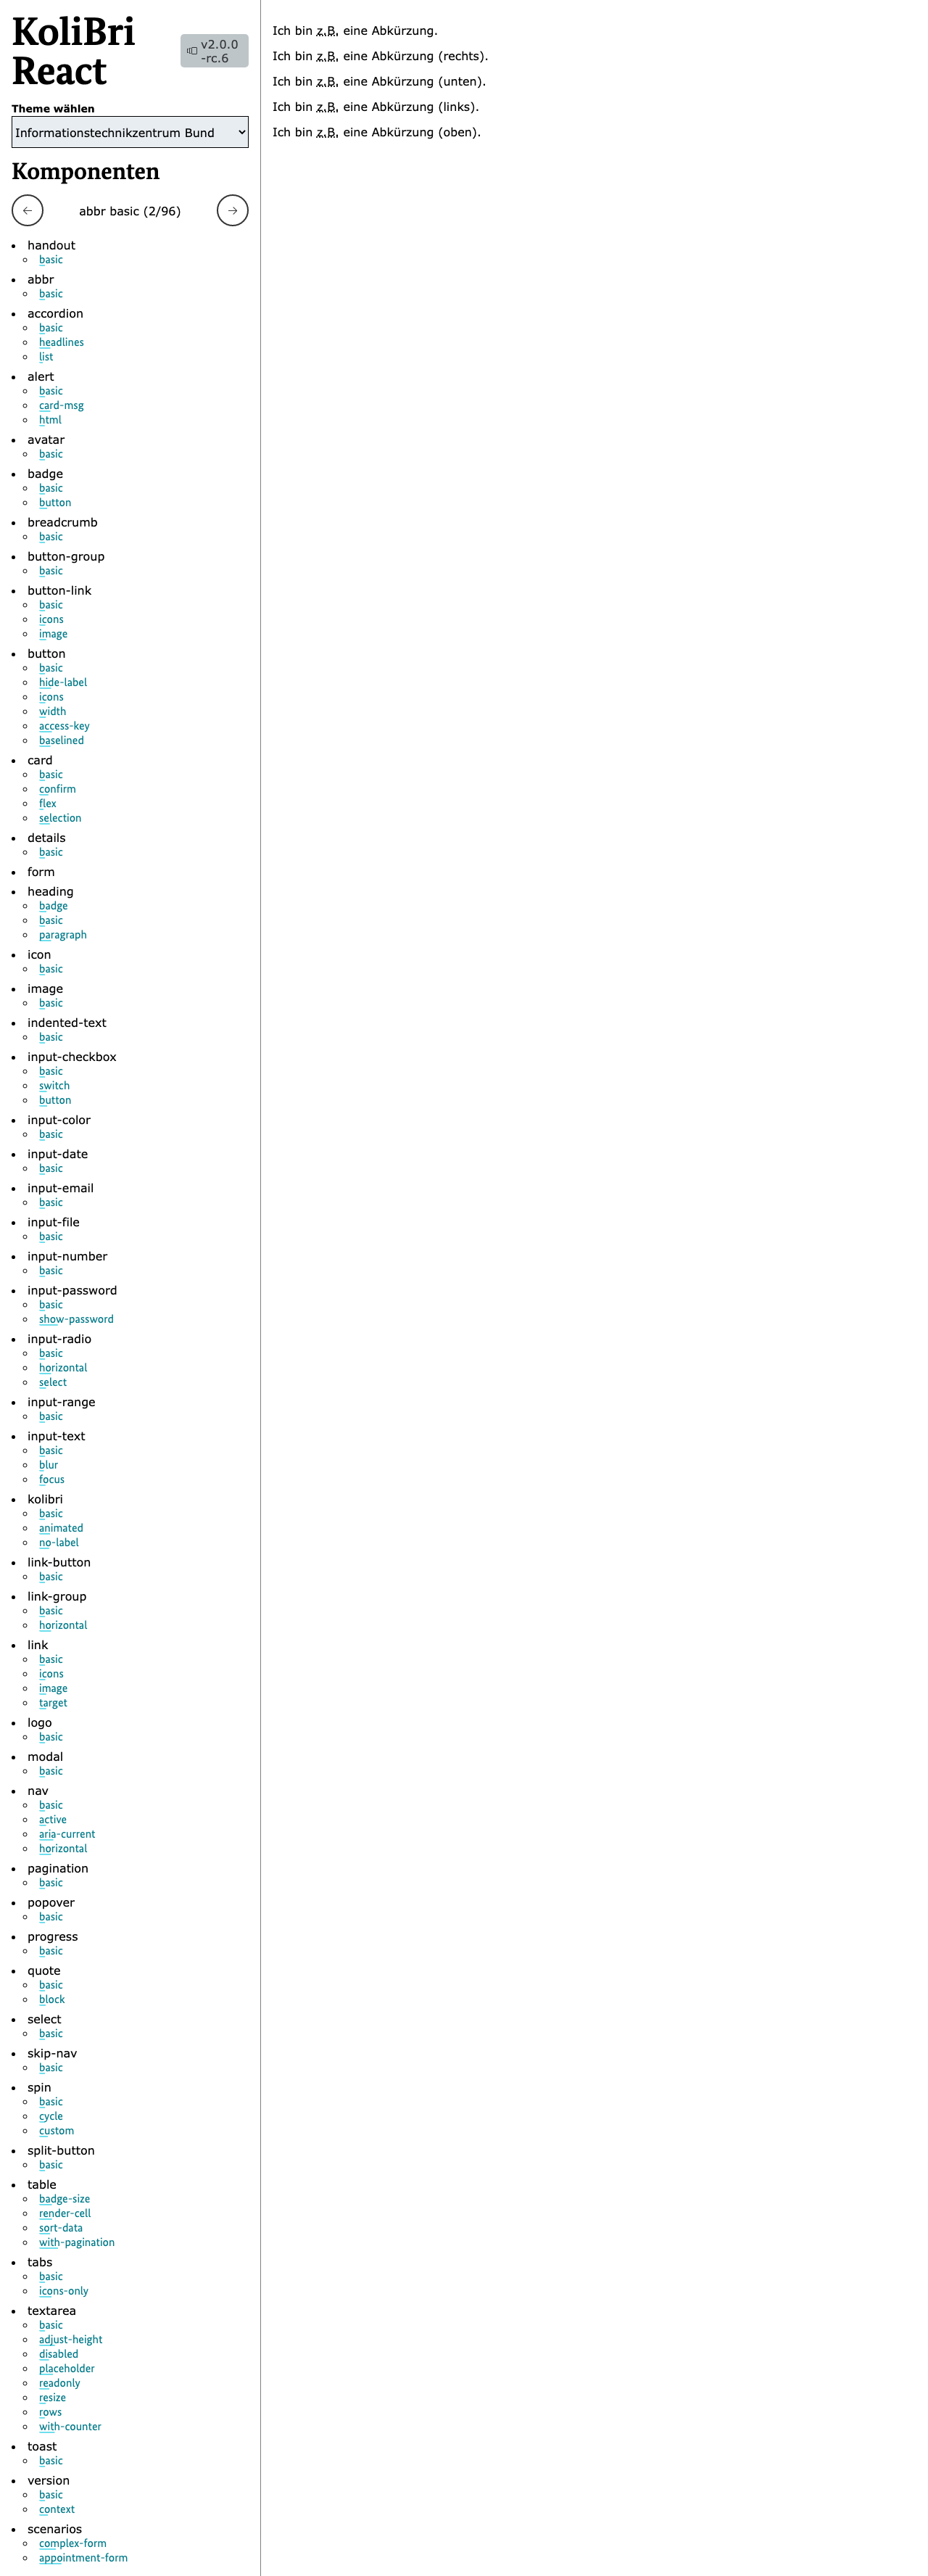 KoliBri
React
v2.0.0
-rc.6
Theme wählen
Informationstechnikzentrum Bund
Komponenten
← abbr basic (2/96) →
handout
basic
abbr
basic
accordion
basic
headlines
list
alert
basic
card-msg
html
avatar
basic
badge
basic
button
breadcrumb
basic
button-group
basic
button-link
basic
icons
image
button
basic
hide-label
icons
width
access-key
baselined
card
basic
confirm
flex
selection
details
basic
form
heading
badge
basic
paragraph
icon
basic
image
basic
indented-text
basic
input-checkbox
basic
switch
button
input-color
basic
input-date
basic
input-email
basic
input-file
basic
input-number
basic
input-password
basic
show-password
input-radio
basic
horizontal
select
input-range
basic
input-text
basic
blur
focus
kolibri
basic
animated
no-label
link-button
basic
link-group
basic
horizontal
link
basic
icons
image
target
logo
basic
modal
basic
nav
basic
active
aria-current
horizontal
pagination
basic
popover
basic
progress
basic
quote
basic
block
select
basic
skip-nav
basic
spin
basic
cycle
custom
split-button
basic
table
badge-size
render-cell
sort-data
with-pagination
tabs
basic
icons-only
textarea
basic
adjust-height
disabled
placeholder
readonly
resize
rows
with-counter
toast
basic
version
basic
context
scenarios
complex-form
appointment-form
Ich bin z.B. eine Abkürzung.
Ich bin z.B. eine Abkürzung (rechts).
Ich bin z.B. eine Abkürzung (unten).
Ich bin z.B. eine Abkürzung (links).
Ich bin z.B. eine Abkürzung (oben).